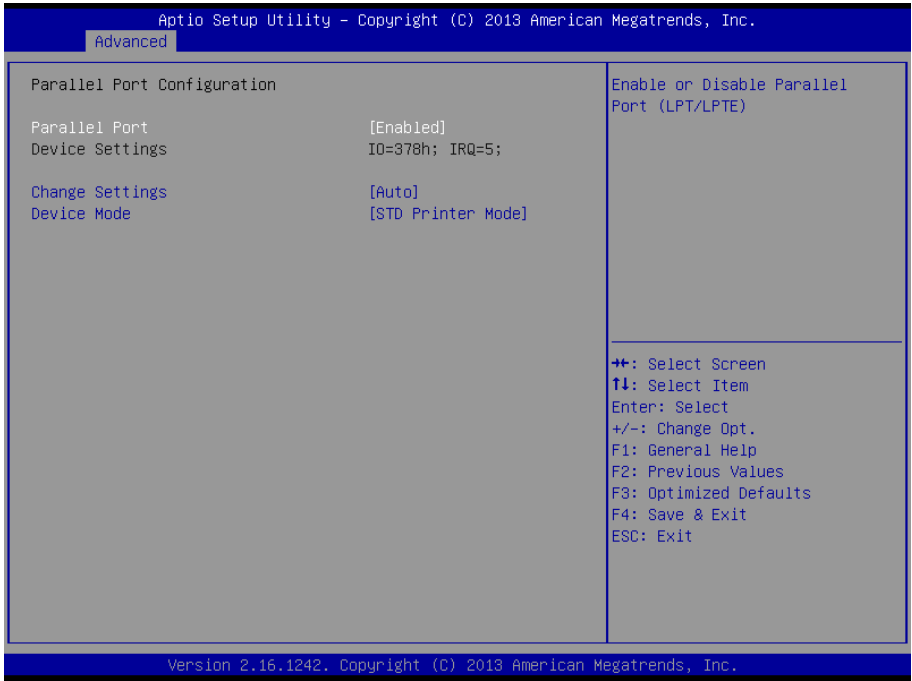 Aptio Setup Utility – Copyright (C) 2013 American Megatrends, Inc.
Advanced
Parallel Port Configuration
Parallel Port [Enabled]
Device Settings IO=378h; IRQ=5;
Change Settings [Auto]
Device Mode [STD Printer Mode]
Enable or Disable Parallel
Port (LPT/LPTE)
→←: Select Screen
↑↓: Select Item
Enter: Select
+/-: Change Opt.
F1: General Help
F2: Previous Values
F3: Optimized Defaults
F4: Save & Exit
ESC: Exit
Version 2.16.1242. Copyright (C) 2013 American Megatrends, Inc.